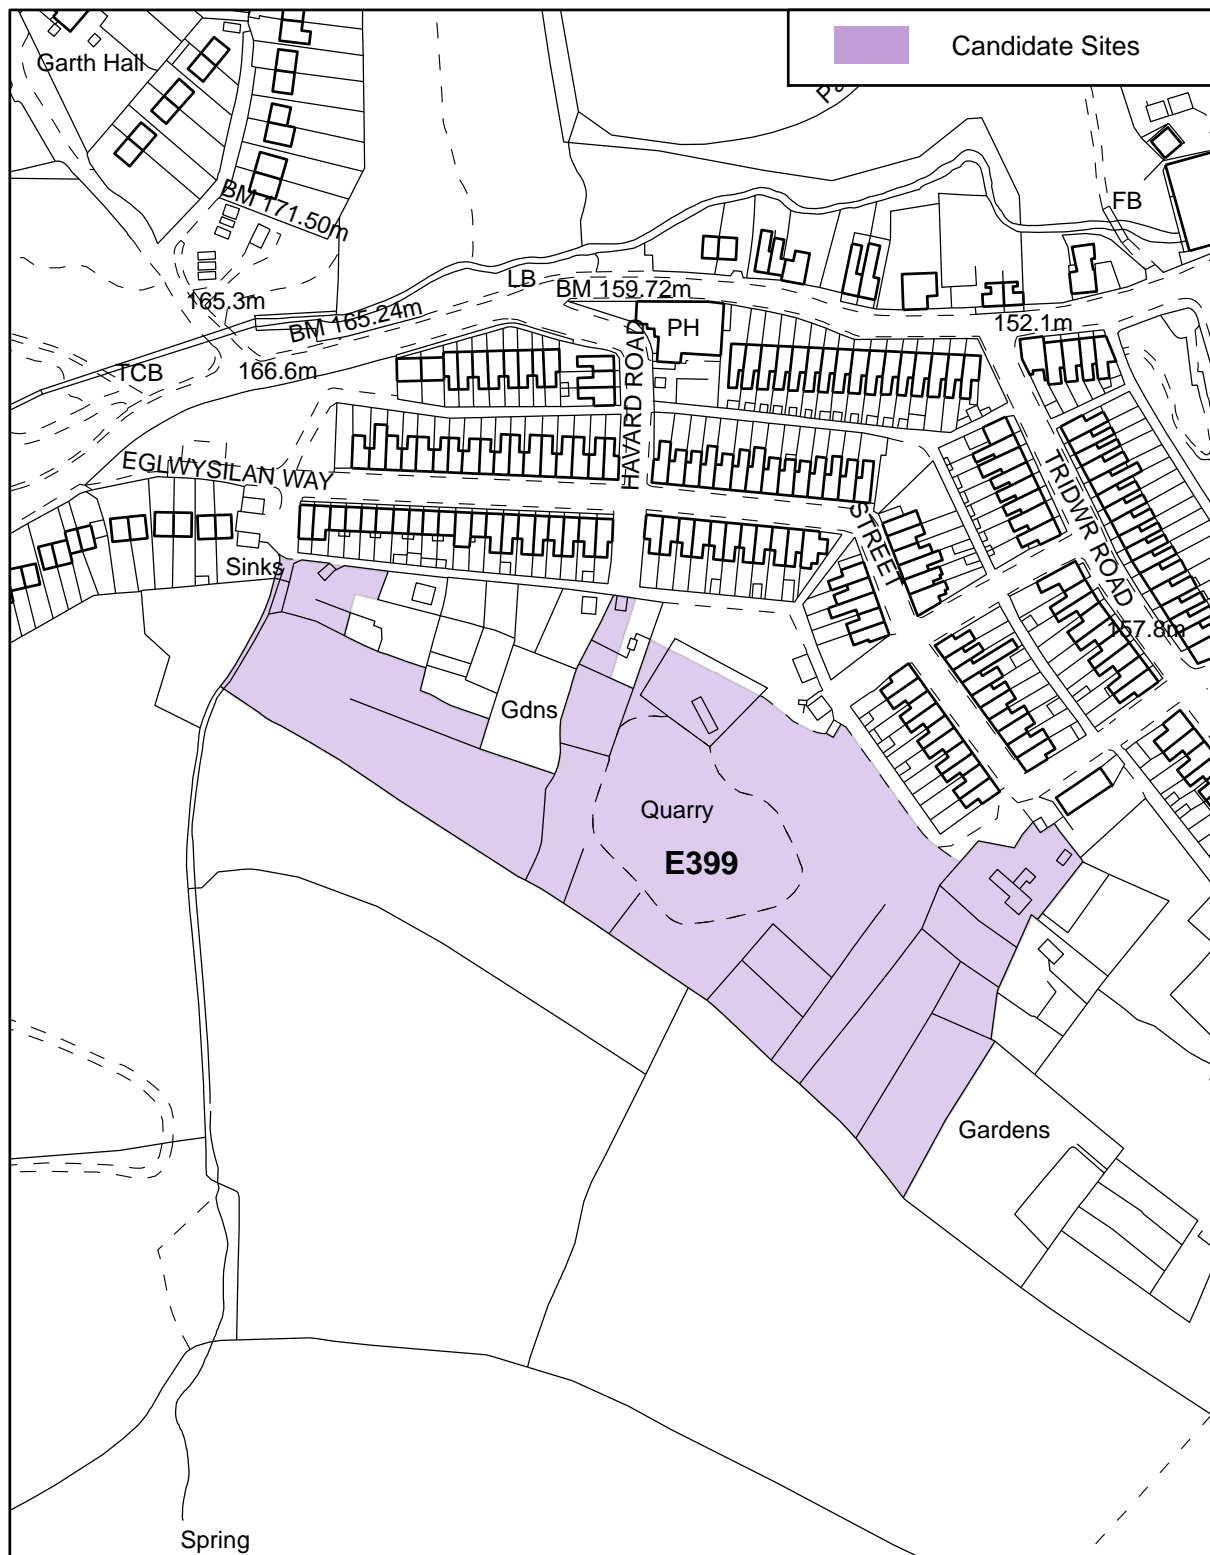 Candidate Sites
Garth Hall
BM 171.50m
FB
165.3m
LB
BM 159.72m
BM 165.24m
PH
152.1m
TCB
166.6m
HAVARD ROAD
EGLWYSILAN WAY
TRIDWR ROAD
STREET
Sinks
157.8m
Gdns
Quarry
E399
Gardens
Spring